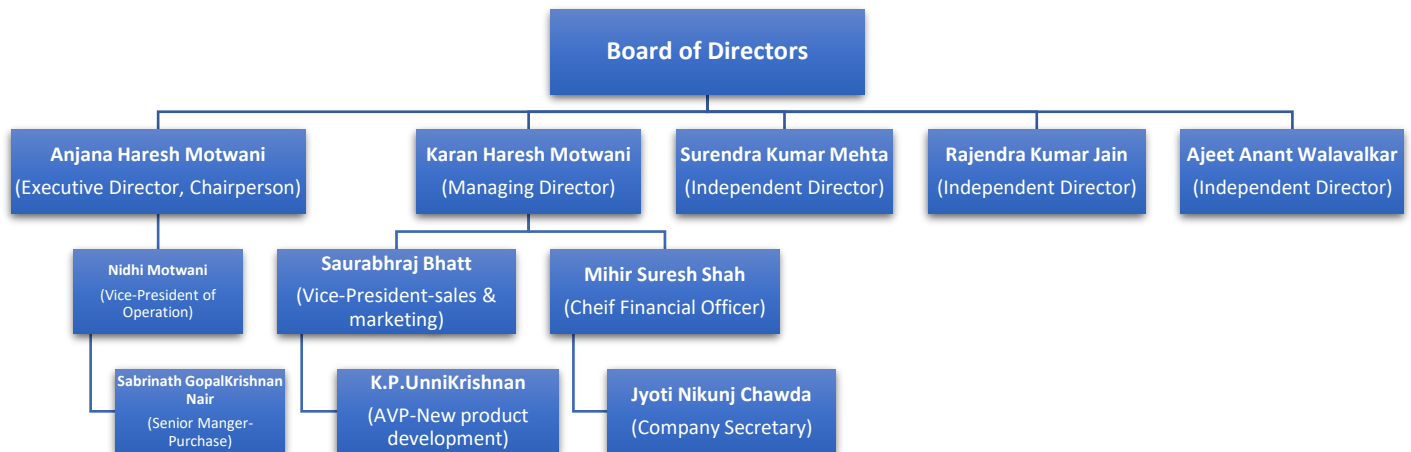 Board of Directors
Anjana Haresh Motwani
(Executive Director, Chairperson)
Karan Haresh Motwani
(Managing Director)
Surendra Kumar Mehta
(Independent Director)
Rajendra Kumar Jain
(Independent Director)
Ajeet Anant Walavalkar
(Independent Director)
Nidhi Motwani
(Vice-President of
Operation)
Saurabhraj Bhatt
(Vice-President-sales &
marketing)
Mihir Suresh Shah
(Cheif Financial Officer)
Sabrinath GopalKrishnan
Nair
(Senior Manger-
Purchase)
K.P.UnniKrishnan
(AVP-New product
development)
Jyoti Nikunj Chawda
(Company Secretary)